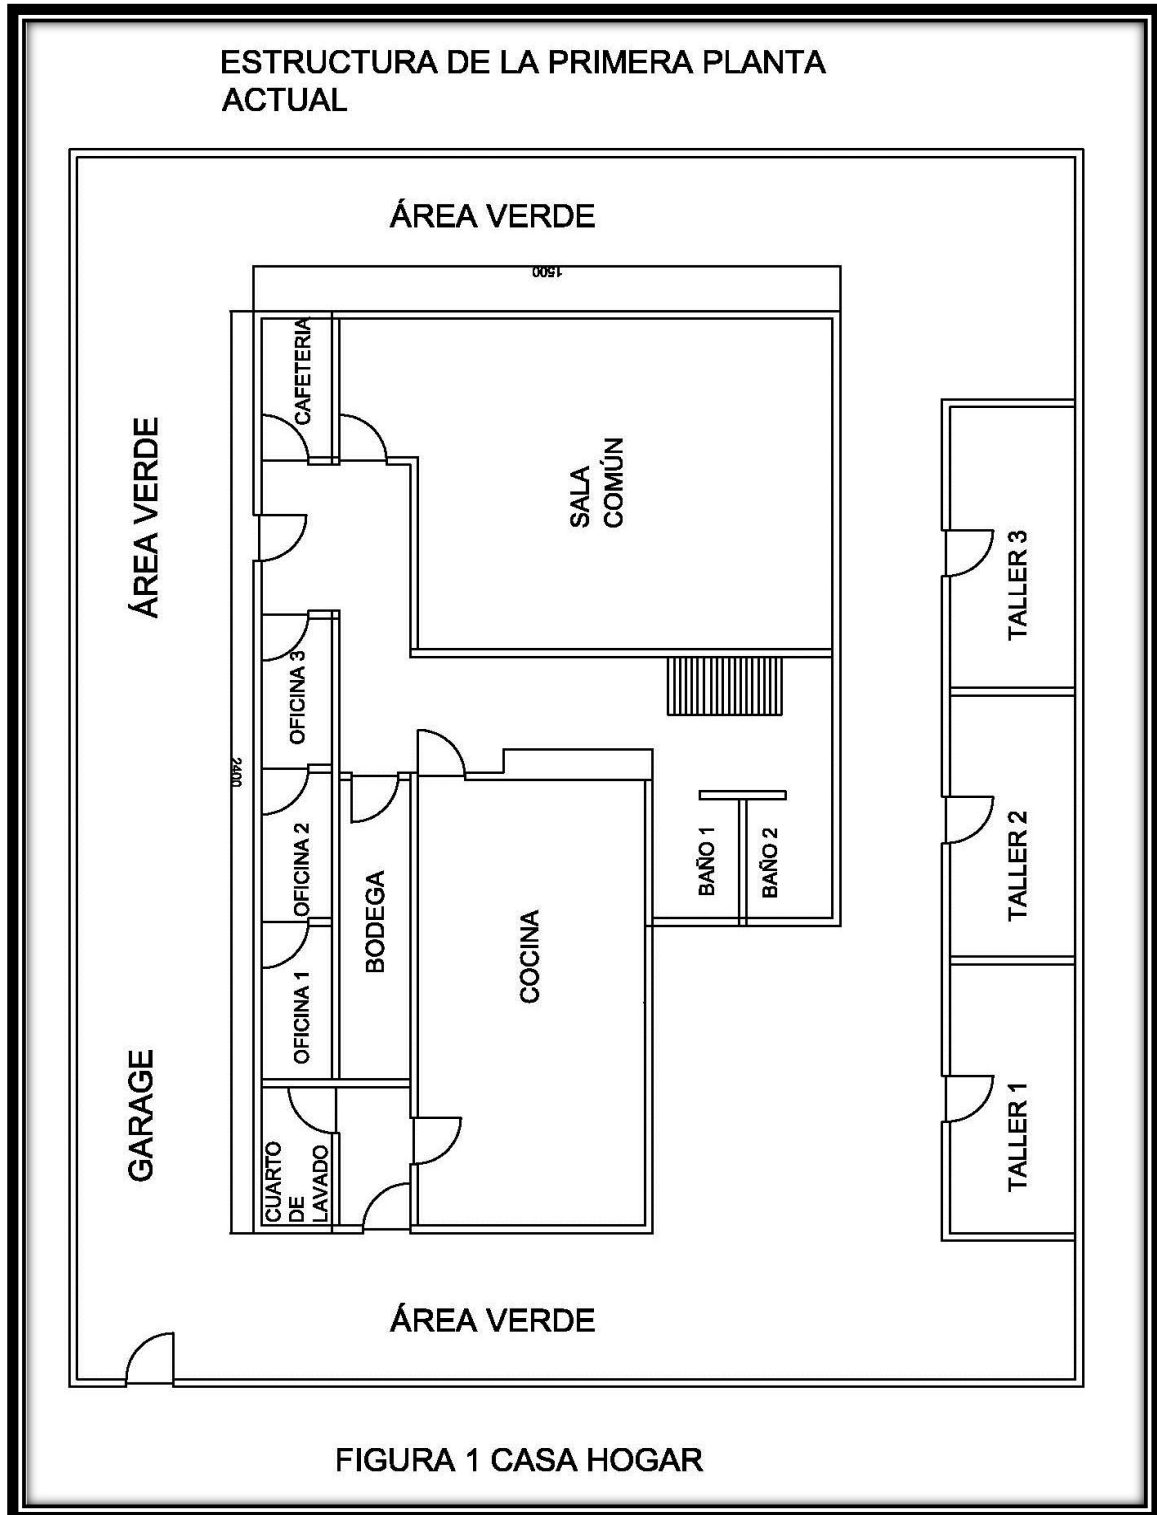 ESTRUCTURA DE LA PRIMERA PLANTA
ACTUAL
ÁREA VERDE
1500
CAFETERIA
ÁREA VERDE
SALA
COMÚN
TALLER 3
OFICINA 3
2400
OFICINA 2
BODEGA
COCINA
BAÑO 1
BAÑO 2
TALLER 2
OFICINA 1
GARAGE
CUARTO
DE
LAVADO
TALLER 1
ÁREA VERDE
FIGURA 1 CASA HOGAR